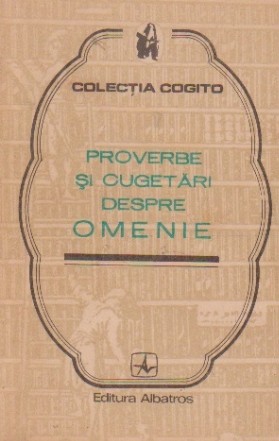 COLECȚIA COGITO
PROVERBE
ȘI CUGETĂRI
DESPRE
OMENIE
Editura Albatros